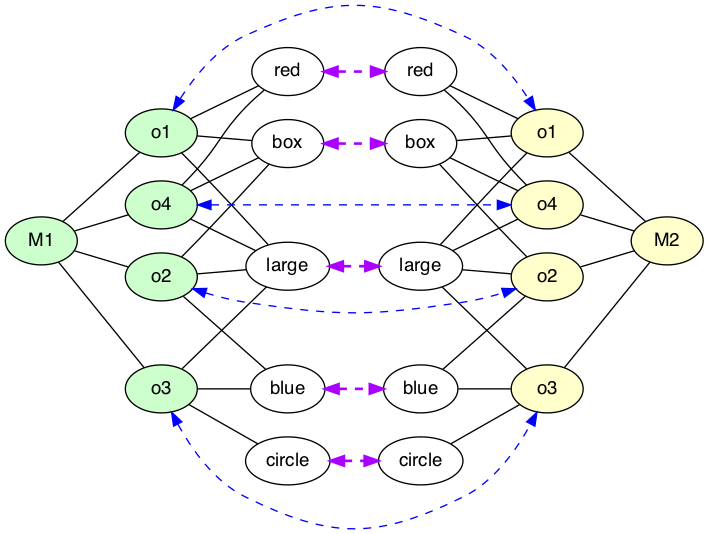 red
red
o1
o1
box
box
o4
o4
M1
M2
large
large
o2
o2
o3
blue
blue
o3
circle
circle